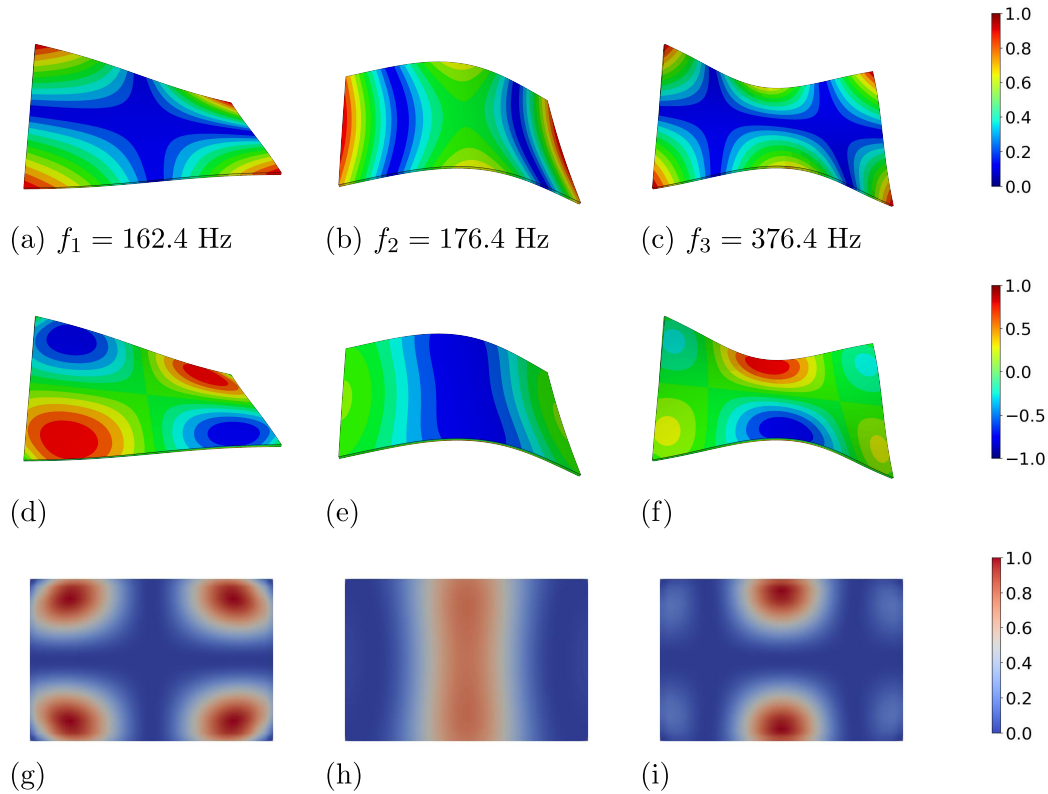 1.0
0.8
0.6
0.4
0.2
0.0
(a) f₁ = 162.4 Hz
(b) f₂ = 176.4 Hz
(c) f₃ = 376.4 Hz
1.0
0.5
0.0
−0.5
−1.0
(d)
(e)
(f)
1.0
0.8
0.6
0.4
0.2
0.0
(g)
(h)
(i)